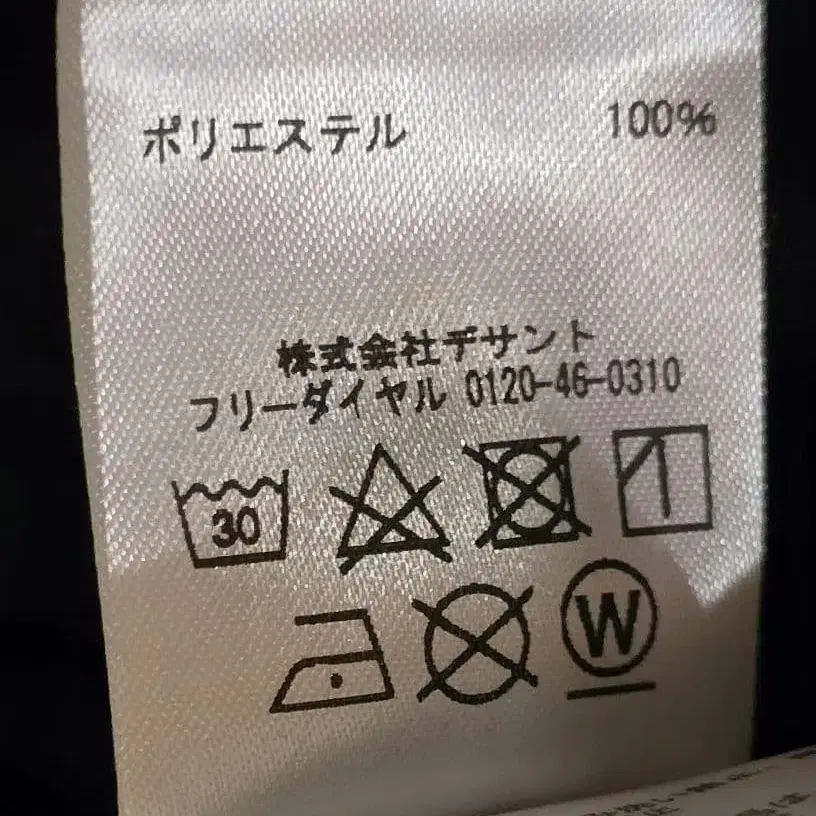 ポリエステル 100%
株式会社デサント
フリーダイヤル 0120-46-0310
30
W